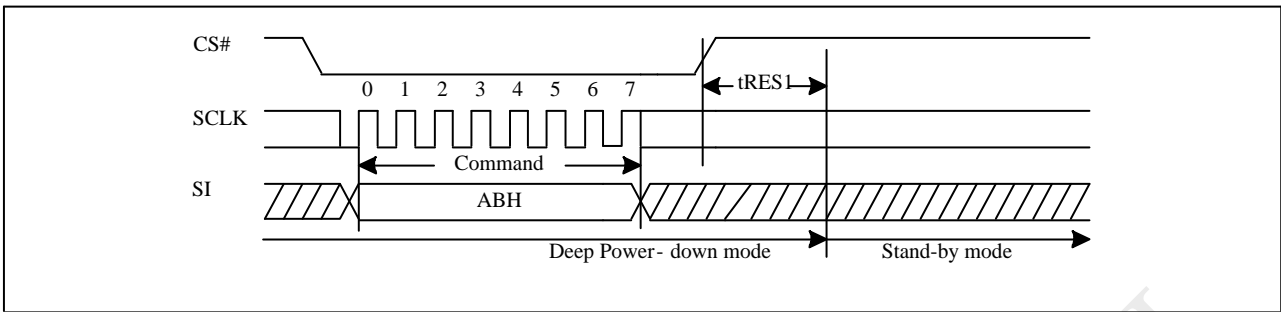 CS#
tRES1
0 1 2 3 4 5 6 7
SCLK
Command
SI
ABH
Deep Power- down mode Stand-by mode